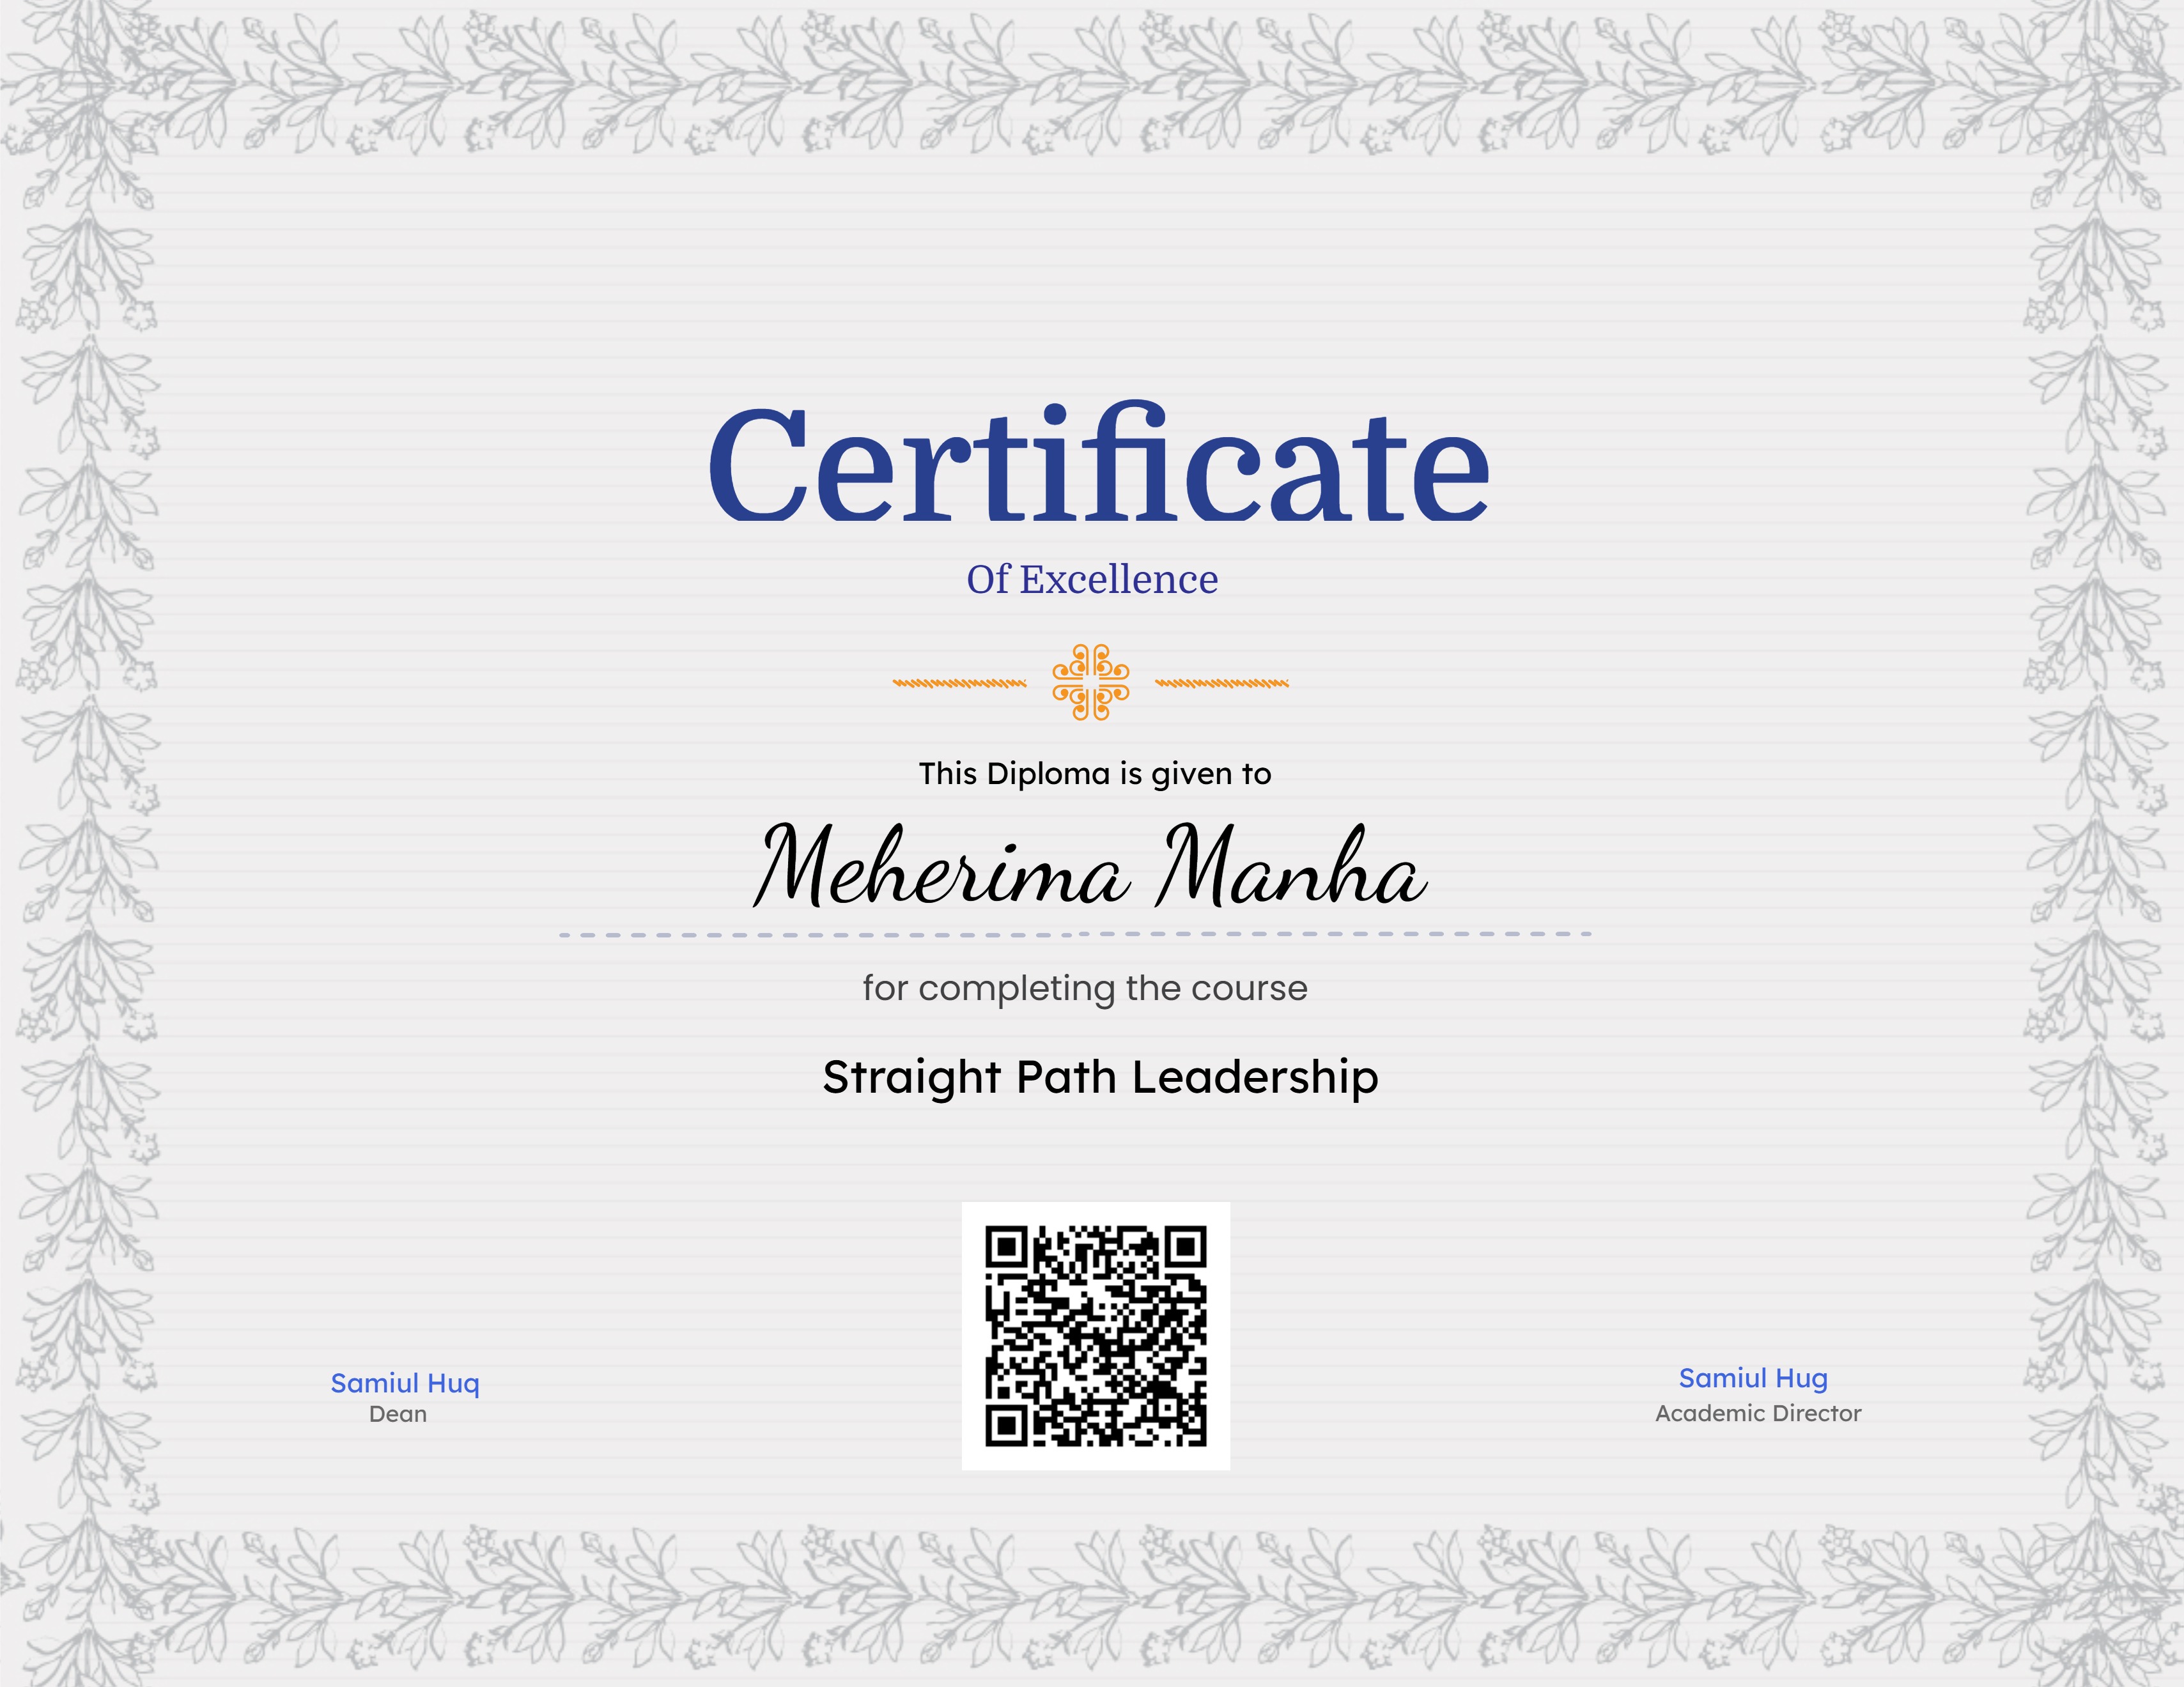 Certificate
Of Excellence
This Diploma is given to
Meherima Manha
for completing the course
Straight Path Leadership
Samiul Huq
Dean
Samiul Hug
Academic Director